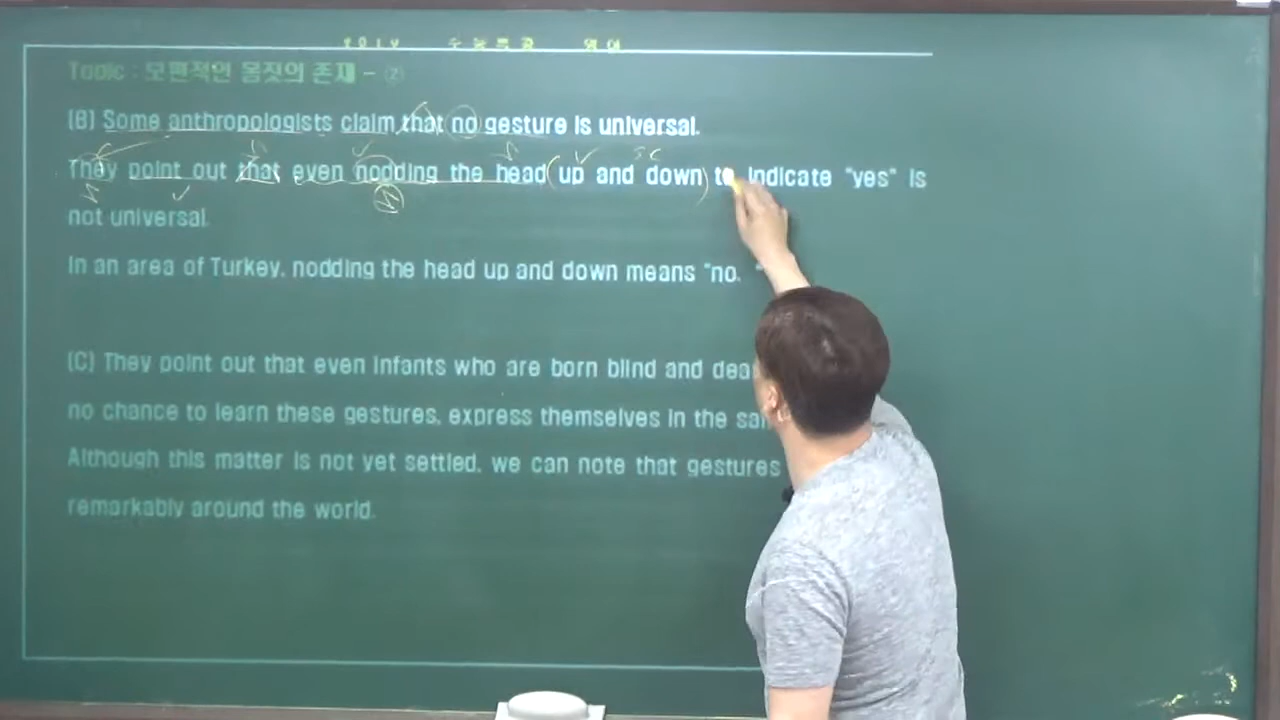 Topic : 보편적인 몸짓의 존재 - ②
(B) Some anthropologists claim that no gesture is universal.
They point out that even nodding the head up and down to indicate "yes" is
not universal.
In an area of Turkey, nodding the head up and down means "no.
(C) They point out that even infants who are born blind and
no chance to learn these gestures, express themselves in the
Although this matter is not yet settled, we can note that gestures
remarkably around the world.